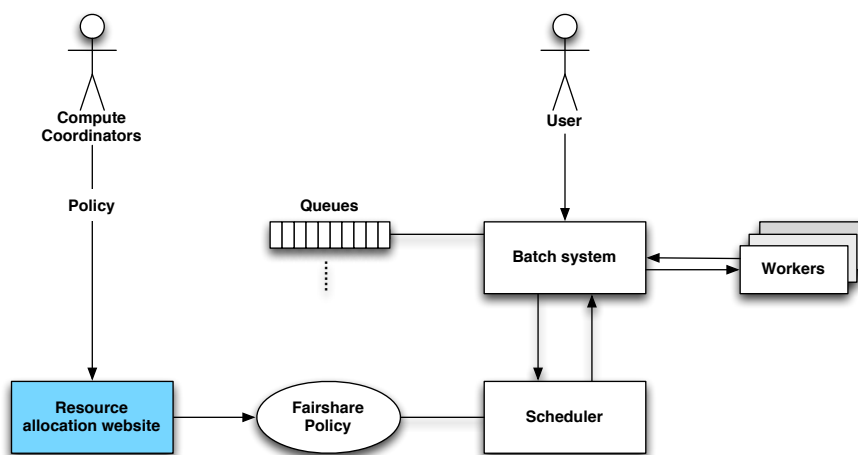 Compute
Coordinators
User
Policy
Queues
Batch system
Workers
Resource
allocation website
Fairshare
Policy
Scheduler